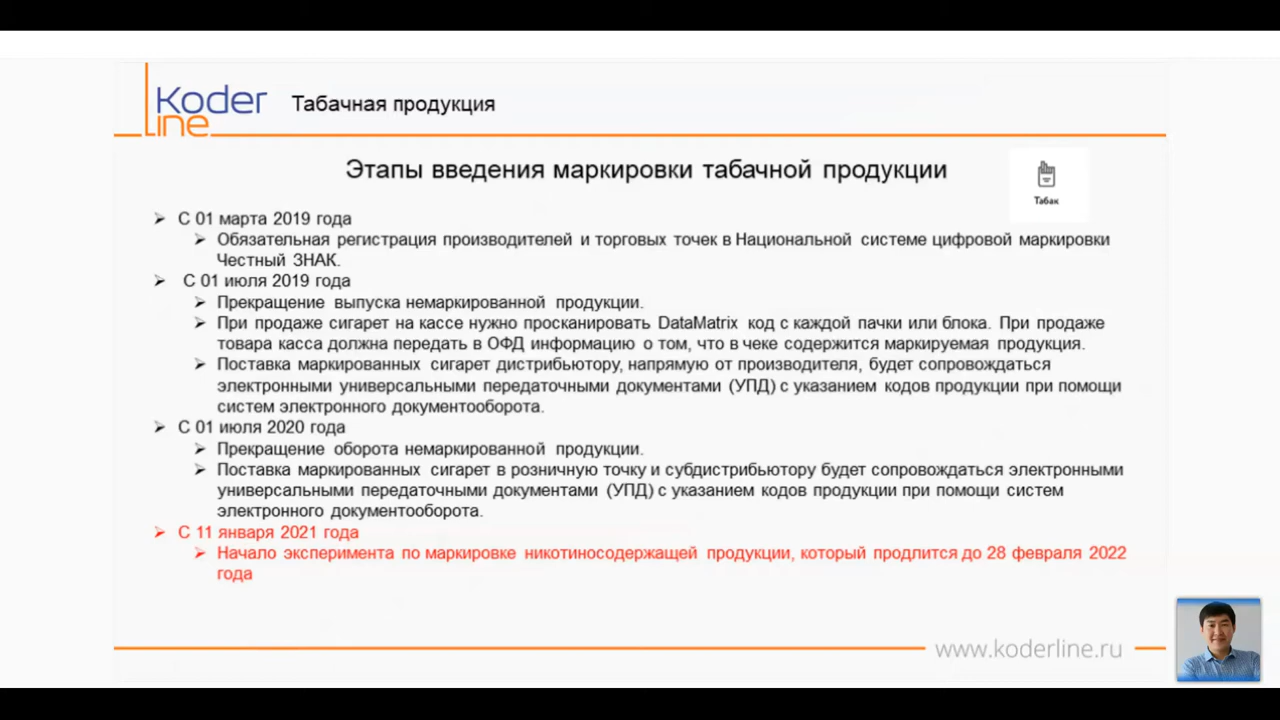 Koder
line
Табачная продукция
Этапы введения маркировки табачной продукции
Табак
С 01 марта 2019 года
Обязательная регистрация производителей и торговых точек в Национальной системе цифровой маркировки
Честный ЗНАК.
С 01 июля 2019 года
Прекращение выпуска немаркированной продукции.
При продаже сигарет на кассе нужно просканировать DataMatrix код с каждой пачки или блока. При продаже
товара касса должна передать в ОФД информацию о том, что в чеке содержится маркируемая продукция.
Поставка маркированных сигарет дистрибьютору, напрямую от производителя, будет сопровождаться
электронными универсальными передаточными документами (УПД) с указанием кодов продукции при помощи
систем электронного документооборота.
С 01 июля 2020 года
Прекращение оборота немаркированной продукции.
Поставка маркированных сигарет в розничную точку и субдистрибьютору будет сопровождаться электронными
универсальными передаточными документами (УПД) с указанием кодов продукции при помощи систем
электронного документооборота.
С 11 января 2021 года
Начало эксперимента по маркировке никотиносодержащей продукции, который продлится до 28 февраля 2022
года
www.koderline.ru